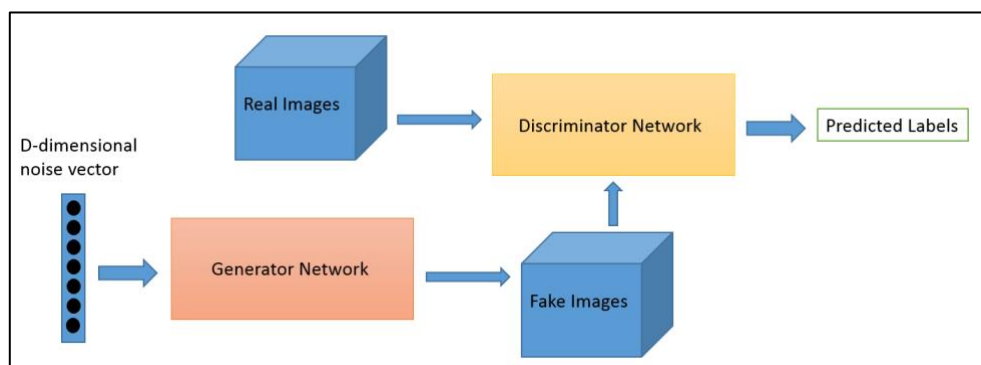 Real Images
Discriminator Network
Predicted Labels
D-dimensional
noise vector
Generator Network
Fake Images